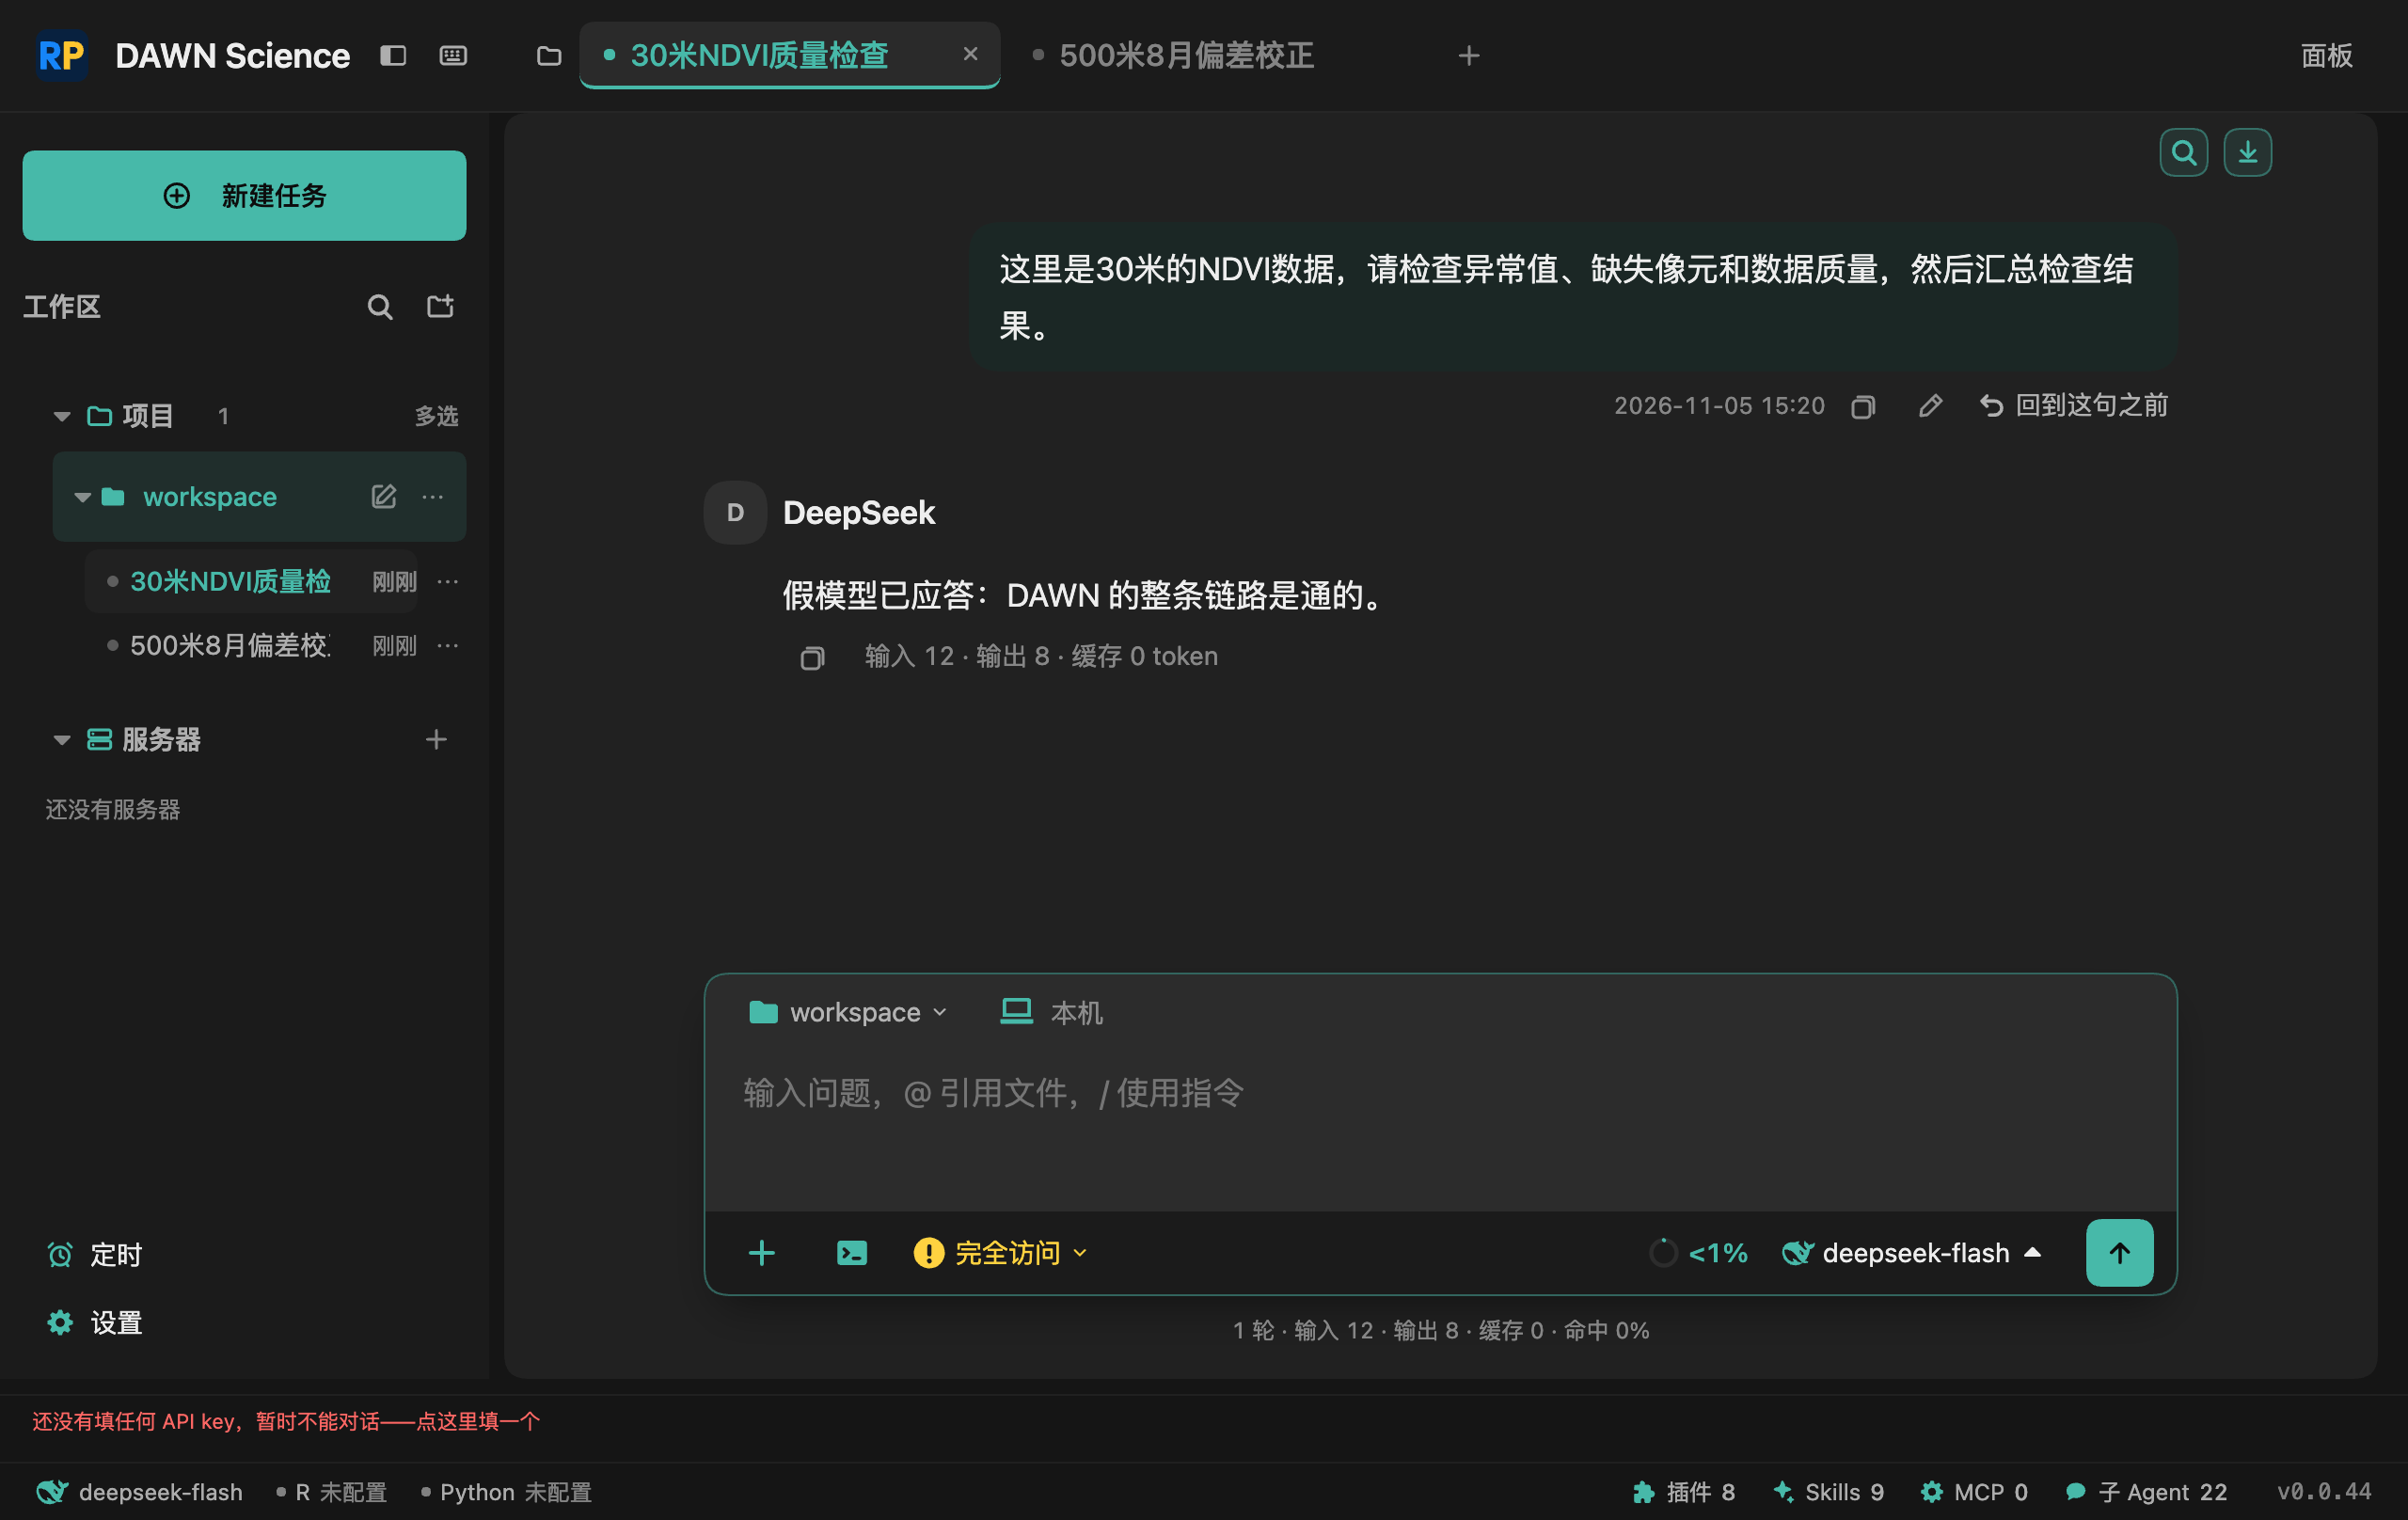 RP DAWN Science
30米NDVI质量检查
500米8月偏差校正
面板
新建任务
工作区
项目 1 多选
workspace
30米NDVI质量检 刚刚
500米8月偏差校 刚刚
服务器
还没有服务器
定时
设置
这里是30米的NDVI数据，请检查异常值、缺失像元和数据质量，然后汇总检查结
果。
2026-11-05 15:20 回到这句之前
D DeepSeek
假模型已应答：DAWN 的整条链路是通的。
输入 12 · 输出 8 · 缓存 0 token
workspace 本机
输入问题，@ 引用文件，/ 使用指令
完全访问 <1% deepseek-flash
1 轮 · 输入 12 · 输出 8 · 缓存 0 · 命中 0%
还没有填任何 API key，暂时不能对话——点这里填一个
deepseek-flash R 未配置 Python 未配置 插件 8 Skills 9 MCP 0 子 Agent 22 v0.0.44